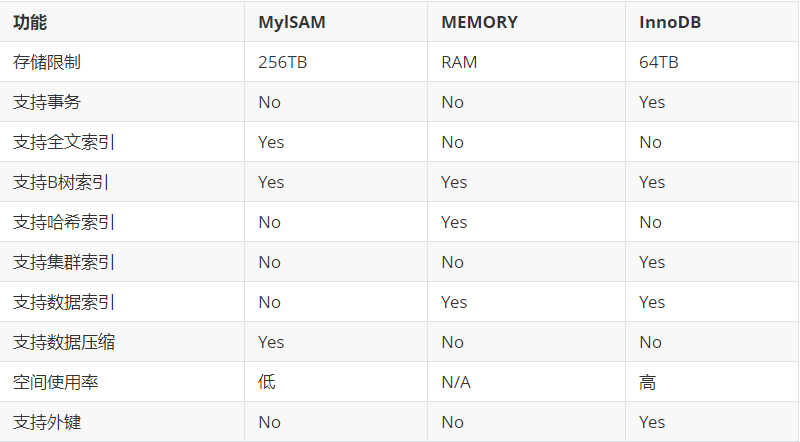 功能 MylSAM MEMORY InnoDB
存储限制 256TB RAM 64TB
支持事务 No No Yes
支持全文索引 Yes No No
支持B树索引 Yes Yes Yes
支持哈希索引 No Yes No
支持集群索引 No No Yes
支持数据索引 No Yes Yes
支持数据压缩 Yes No No
空间使用率 低 N/A 高
支持外键 No No Yes